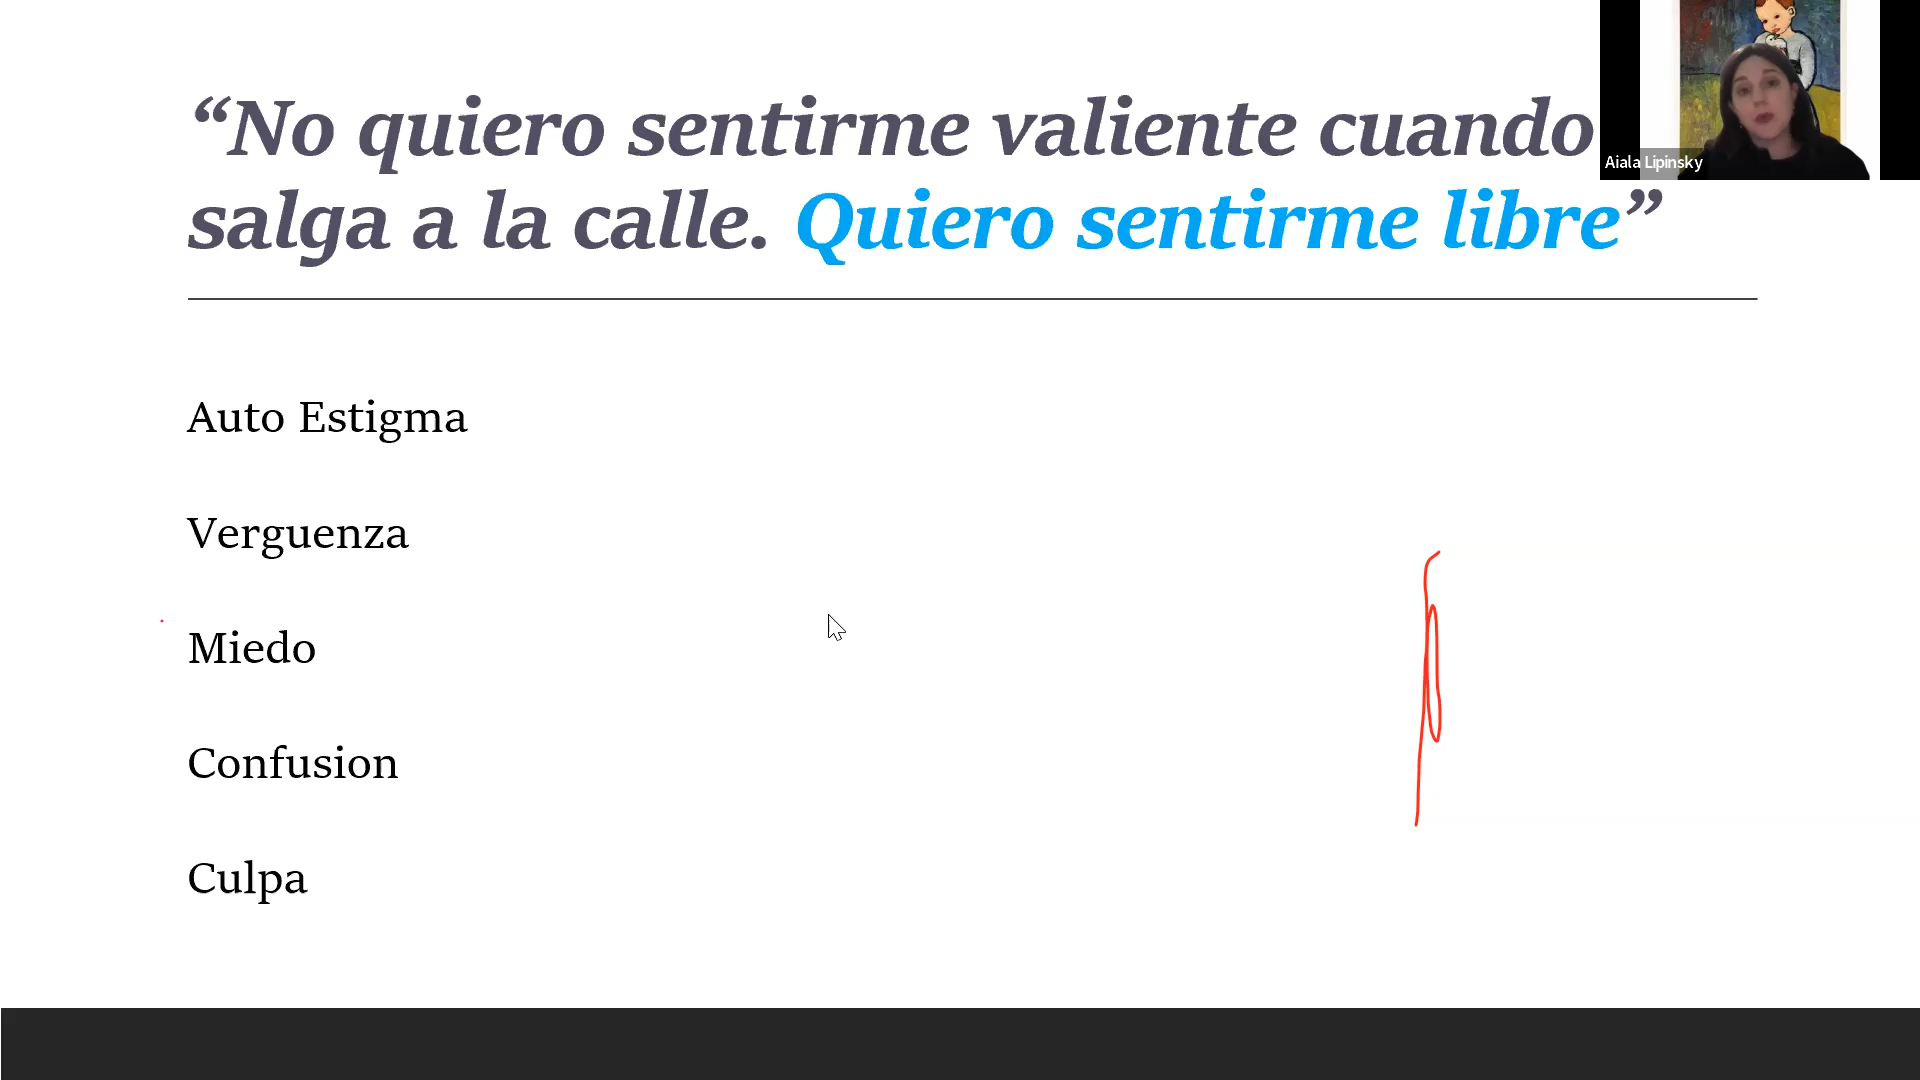 “No quiero sentirme valiente cuando
salga a la calle. Quiero sentirme libre”
Aiala Lipinsky
Auto Estigma
Verguenza
Miedo
Confusion
Culpa